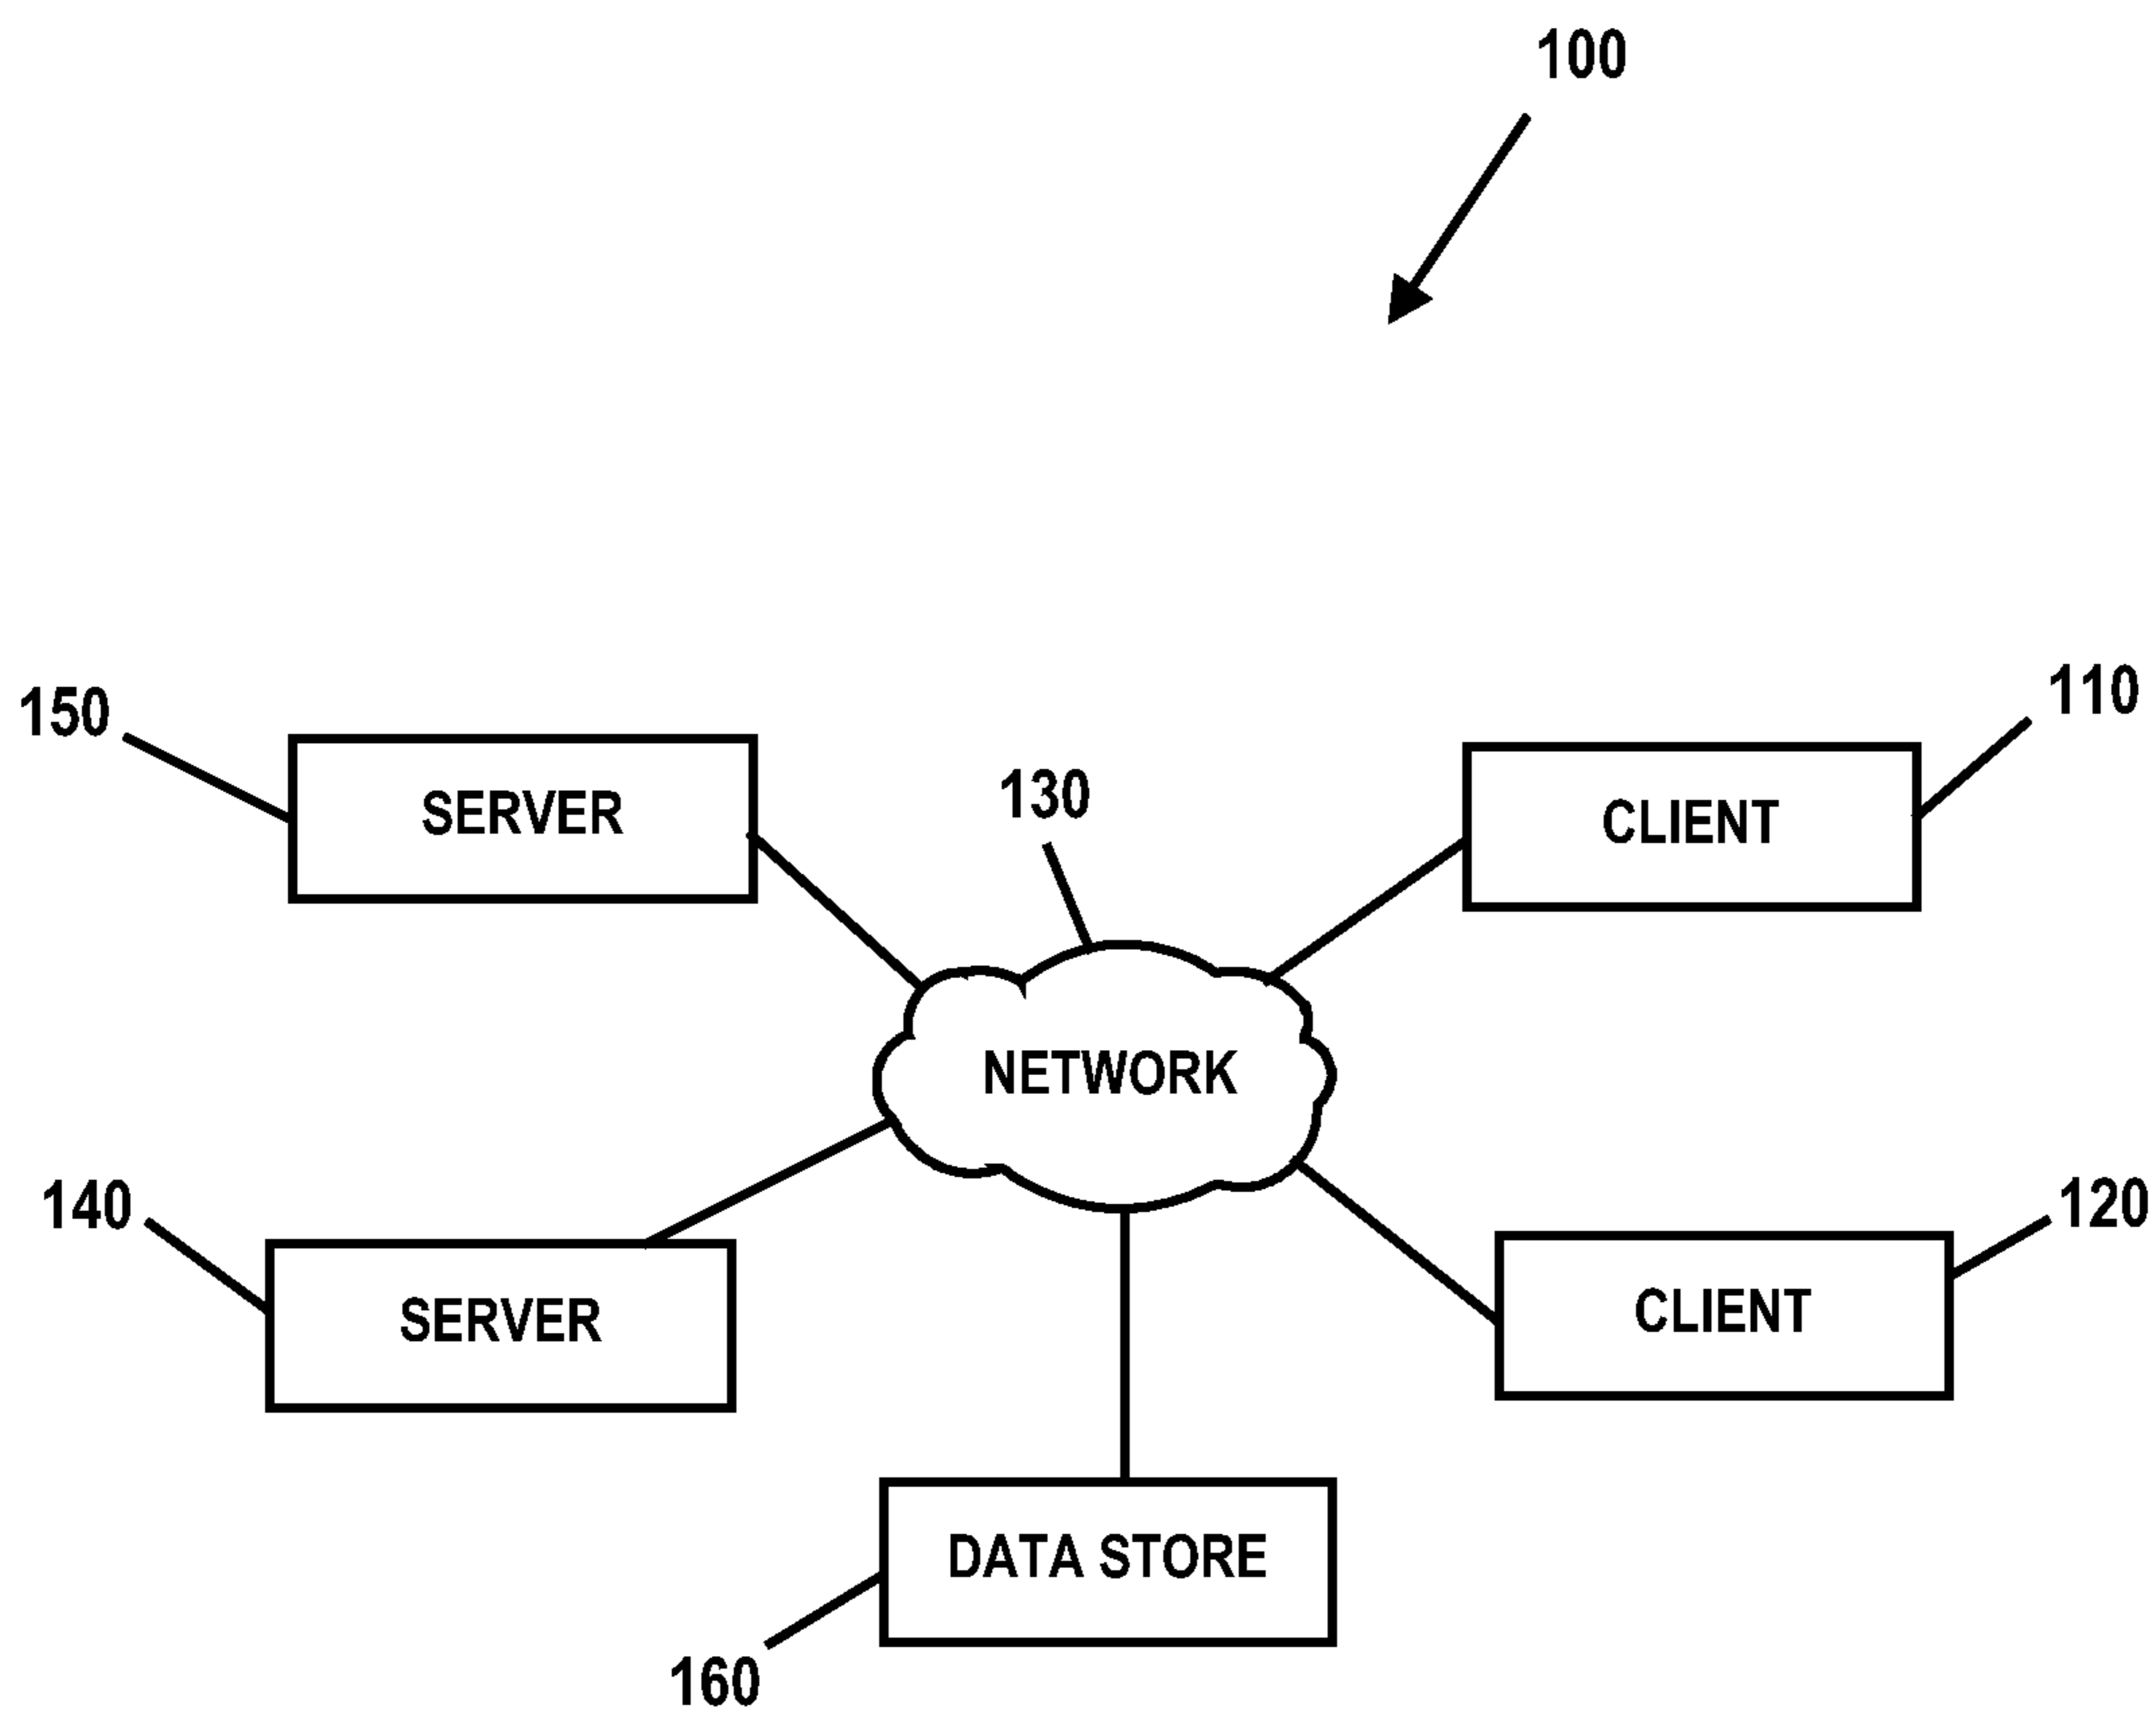 100
150
SERVER
130
110
CLIENT
NETWORK
140
SERVER
120
CLIENT
DATA STORE
160